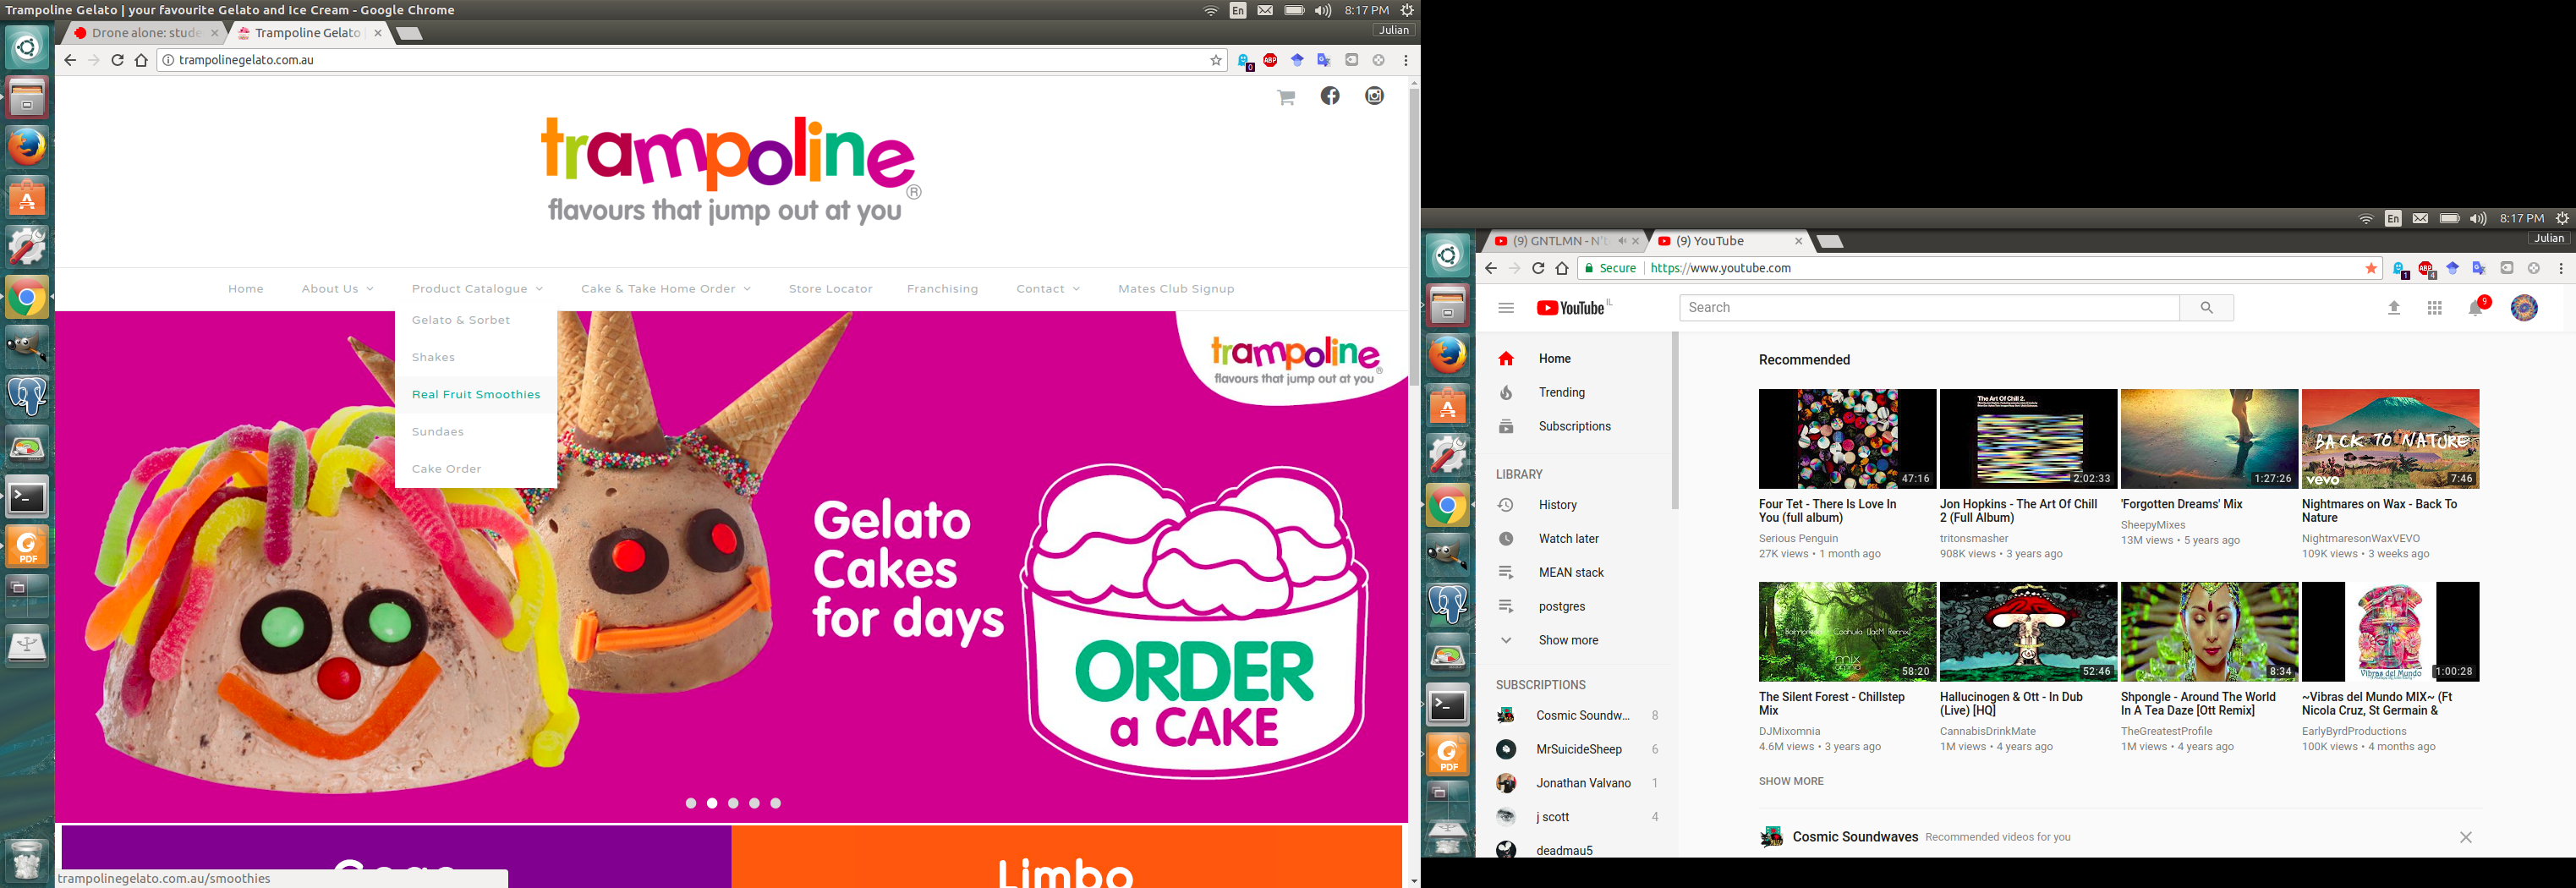 Trampoline Gelato | your favourite Gelato and Ice Cream - Google Chrome
En
8:17 PM
Drone alone: stude
Trampoline Gelato |
Julian
trampolinegelato.com.au
0
ABP
trampoline®
flavours that jump out at you
Home
About Us
Product Catalogue
Cake & Take Home Order
Store Locator
Franchising
Contact
Mates Club Signup
Gelato & Sorbet
Shakes
Real Fruit Smoothies
Sundaes
Cake Order
trampoline®
flavours that jump out at you
Gelato
Cakes
for days
ORDER
a CAKE
Limbo
trampolinegelato.com.au/smoothies
PDF
En
8:17 PM
(9) GNTLMN - N't
(9) YouTube
Julian
Secure
https://www.youtube.com
1
ABP
4
YouTube IL
Search
9
Home
Trending
Subscriptions
LIBRARY
History
Watch later
MEAN stack
postgres
Show more
SUBSCRIPTIONS
Cosmic Soundw... 8
MrSuicideSheep 6
Jonathan Valvano 1
j scott 4
deadmau5
PDF
Recommended
47:16
Four Tet - There Is Love In
You (full album)
Serious Penguin
27K views • 1 month ago
The Art Of Chill 2.
2:02:33
Jon Hopkins - The Art Of Chill
2 (Full Album)
tritonsmasher
908K views • 3 years ago
1:27:26
'Forgotten Dreams' Mix
SheepyMixes
13M views • 5 years ago
BACK TO NATURE
vevo
7:46
Nightmares on Wax - Back To
Nature
NightmaresonWaxVEVO
109K views • 3 weeks ago
58:20
The Silent Forest - Chillstep
Mix
DJMixomnia
4.6M views • 3 years ago
52:46
Hallucinogen & Ott - In Dub
(Live) [HQ]
CannabisDrinkMate
1M views • 4 years ago
8:34
Shpongle - Around The World
In A Tea Daze [Ott Remix]
TheGreatestProfile
1M views • 4 years ago
Vibras del Mundo
1:00:28
~Vibras del Mundo MIX~ (Ft
Nicola Cruz, St Germain &
EarlyByrdProductions
100K views • 4 months ago
SHOW MORE
Cosmic Soundwaves
Recommended videos for you